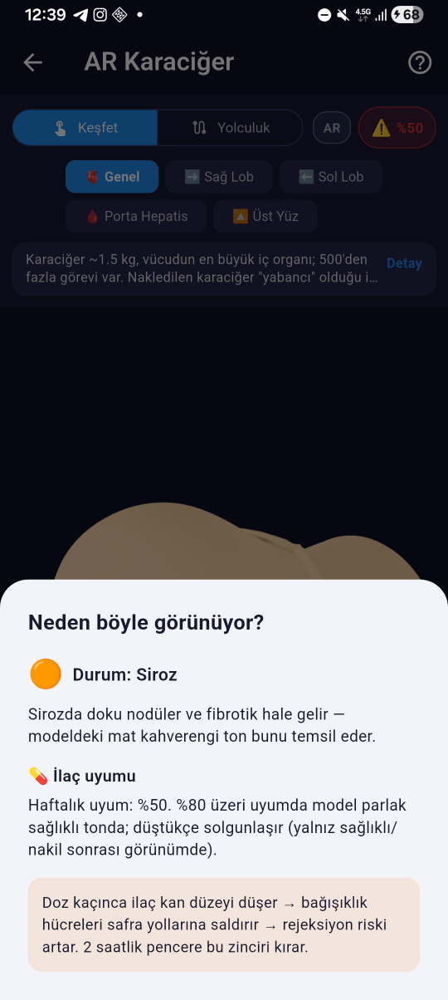 12:39
4.5G
68
AR Karaciğer
Keşfet
Yolculuk
AR
%50
Genel
Sağ Lob
Sol Lob
Porta Hepatis
Üst Yüz
Karaciğer ~1.5 kg, vücudun en büyük iç organı; 500'den
fazla görevi var. Nakledilen karaciğer "yabancı" olduğu i...
Detay
Neden böyle görünüyor?
Durum: Siroz
Sirozda doku nodüler ve fibrotik hale gelir —
modeldeki mat kahverengi ton bunu temsil eder.
İlaç uyumu
Haftalık uyum: %50. %80 üzeri uyumda model parlak
sağlıklı tonda; düştükçe solgunlaşır (yalnız sağlıklı/
nakil sonrası görünümde).
Doz kaçınca ilaç kan düzeyi düşer → bağışıklık
hücreleri safra yollarına saldırır → rejeksiyon riski
artar. 2 saatlik pencere bu zinciri kırar.